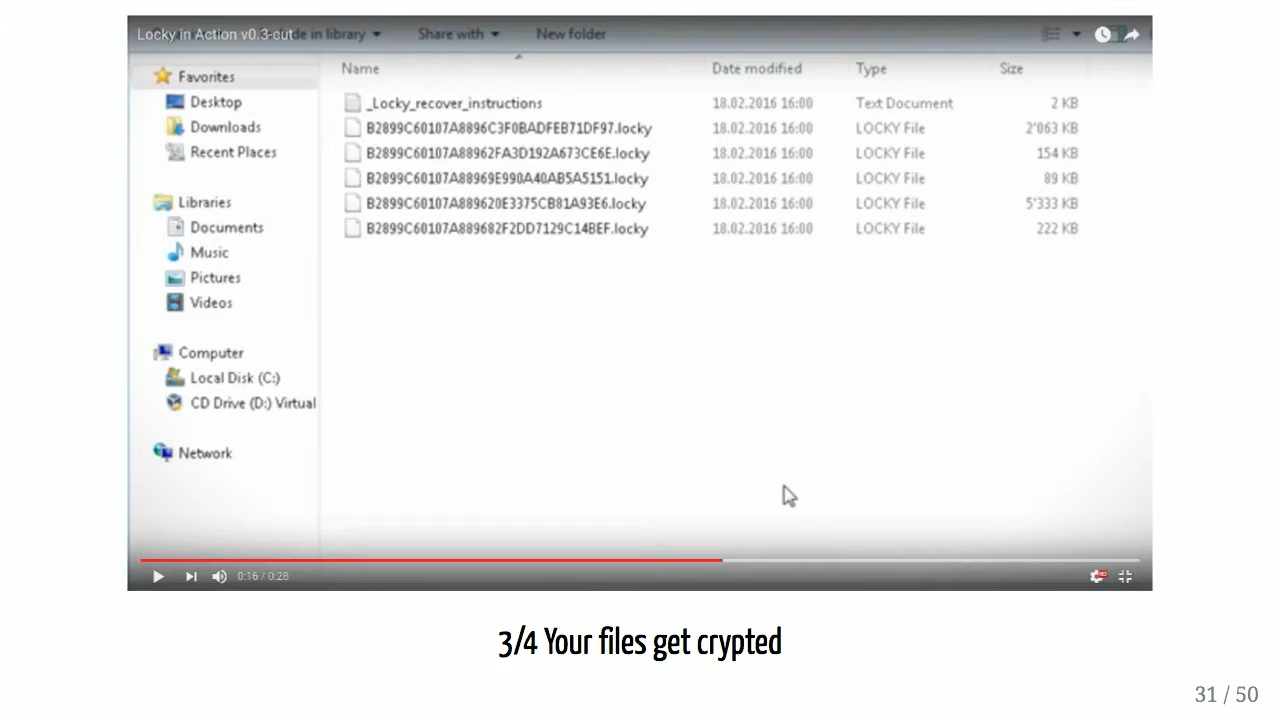 Locky in Action v0.3-cut de in library Share with New folder
Name Date modified Type Size
Favorites
Desktop
Downloads
Recent Places
Libraries
Documents
Music
Pictures
Videos
Computer
Local Disk (C:)
CD Drive (D:) Virtual
Network
_Locky_recover_instructions 18.02.2016 16:00 Text Document 2 KB
B2899C60107A8896C3F0BADFEB71DF97.locky 18.02.2016 16:00 LOCKY File 2'063 KB
B2899C60107A88962FA3D192A673CE6E.locky 18.02.2016 16:00 LOCKY File 154 KB
B2899C60107A88969E990A40AB5A5151.locky 18.02.2016 16:00 LOCKY File 89 KB
B2899C60107A889620E3375CB81A93E6.locky 18.02.2016 16:00 LOCKY File 5'333 KB
B2899C60107A889682F2DD7129C14BEF.locky 18.02.2016 16:00 LOCKY File 222 KB
0:16 / 0:28
3/4 Your files get crypted
31 / 50